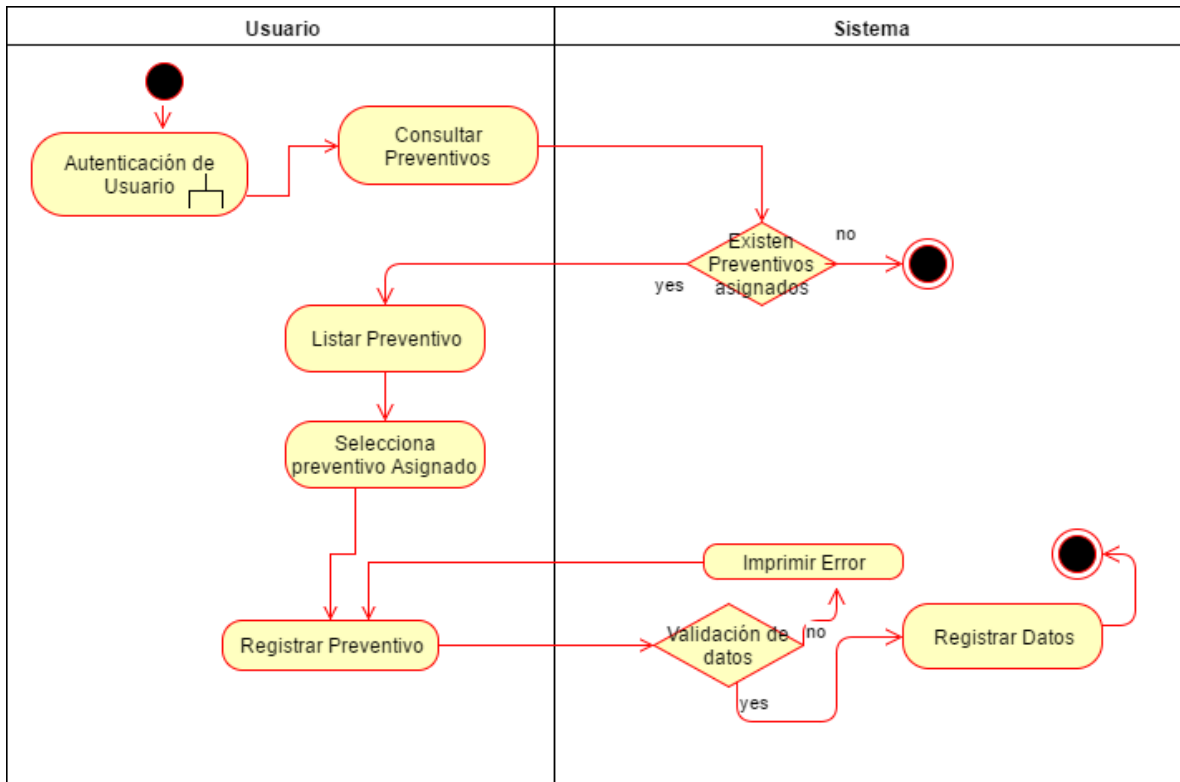 Usuario
Sistema
Autenticación de
Usuario
Consultar
Preventivos
Existen
Preventivos
asignados
no
yes
Listar Preventivo
Selecciona
preventivo Asignado
Imprimir Error
Registrar Preventivo
Validación de
datos
no
yes
Registrar Datos